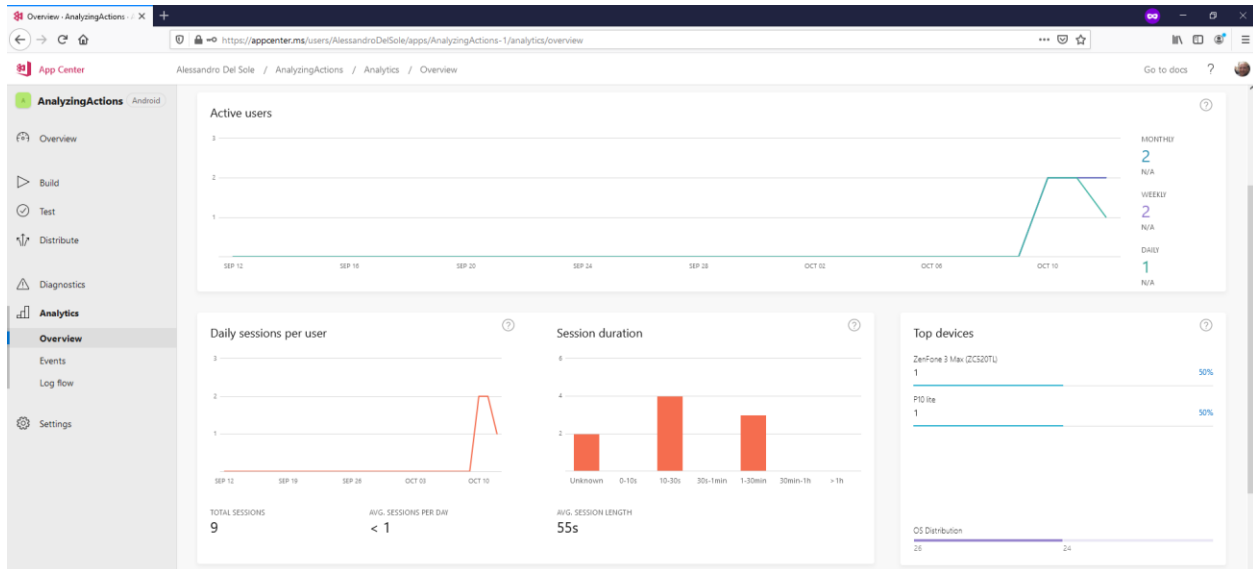 Overview - AnalyzingActions - A
https://appcenter.ms/users/AlessandroDelSole/apps/AnalyzingActions-1/analytics/overview
App Center
Alessandro Del Sole / AnalyzingActions / Analytics / Overview
Go to docs ?
A AnalyzingActions Android
Overview
Build
Test
Distribute
Diagnostics
Analytics
Overview
Events
Log flow
Settings
Active users
?
3
2
1
SEP 12 SEP 16 SEP 20 SEP 24 SEP 28 OCT 02 OCT 06 OCT 10
MONTHLY
2
N/A
WEEKLY
2
N/A
DAILY
1
N/A
Daily sessions per user
?
3
2
1
SEP 12 SEP 19 SEP 26 OCT 03 OCT 10
TOTAL SESSIONS AVG. SESSIONS PER DAY
9 < 1
Session duration
?
6
4
2
Unknown 0-10s 10-30s 30s-1min 1-30min 30min-1h >1h
AVG. SESSION LENGTH
55s
Top devices
?
ZenFone 3 Max (ZC520TL)
1 50%
P10 lite
1 50%
OS Distribution
26 24